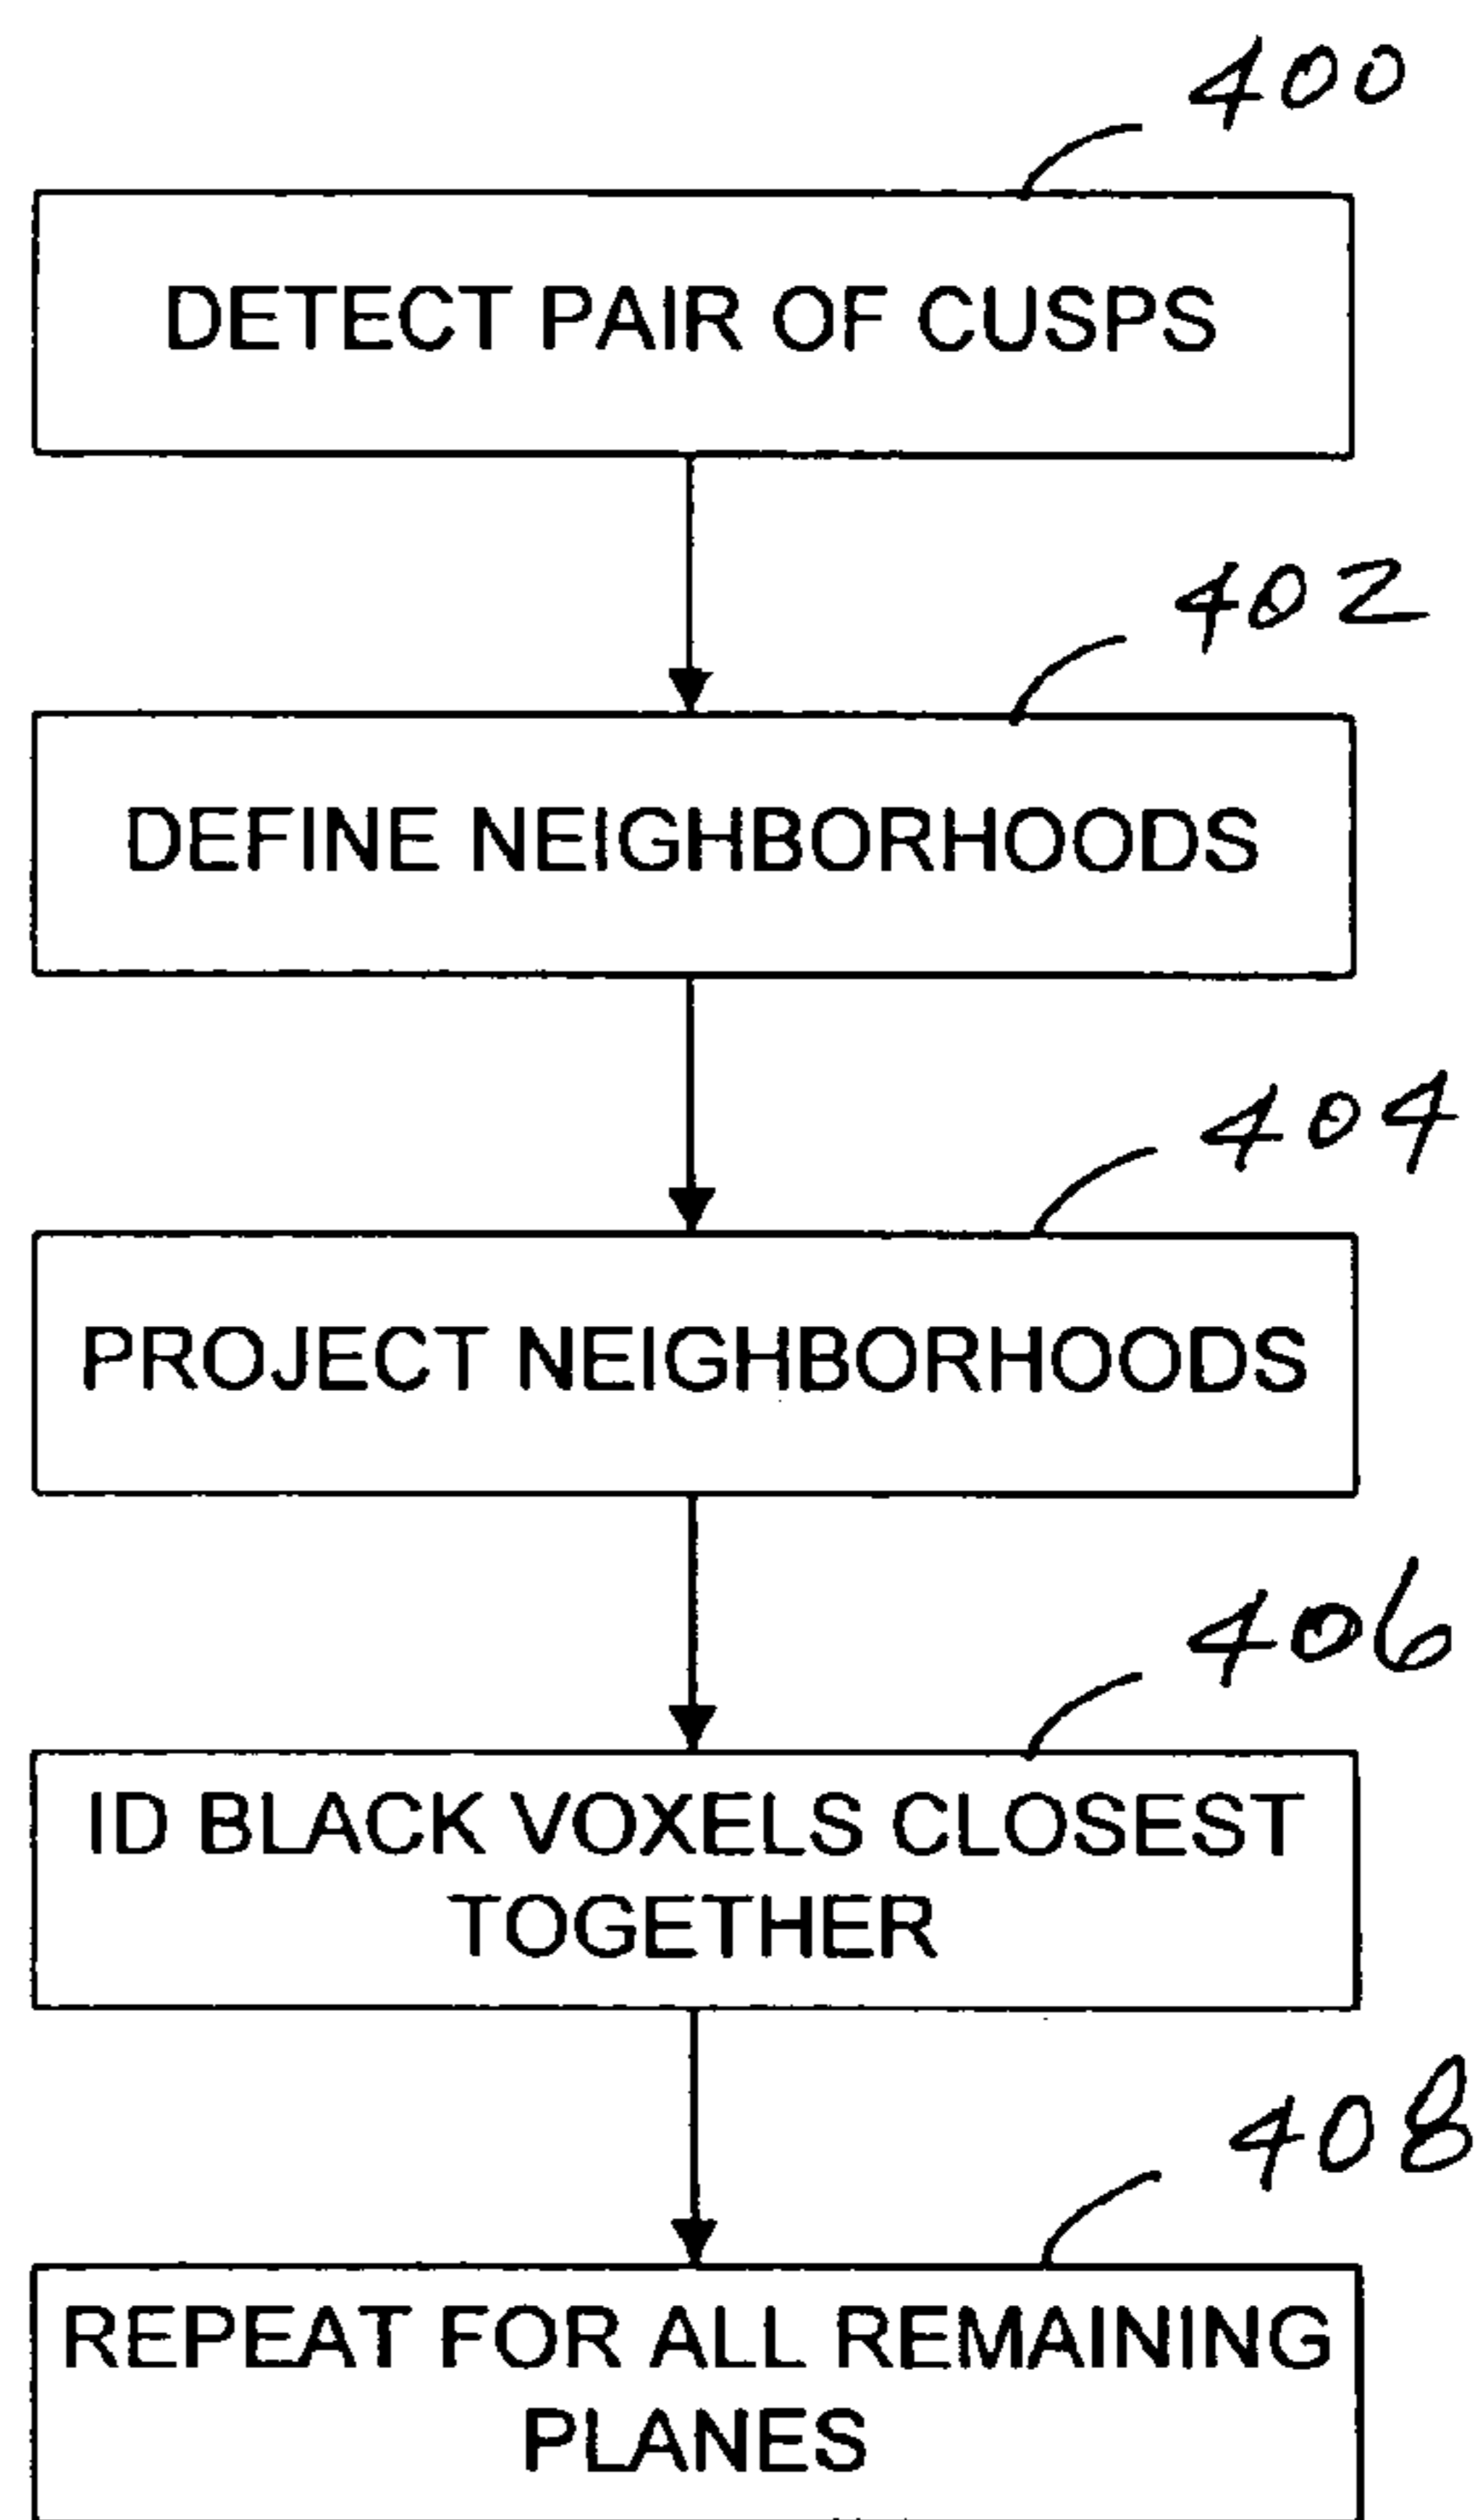 400
DETECT PAIR OF CUSPS
402
DEFINE NEIGHBORHOODS
404
PROJECT NEIGHBORHOODS
406
ID BLACK VOXELS CLOSEST
TOGETHER
408
REPEAT FOR ALL REMAINING
PLANES